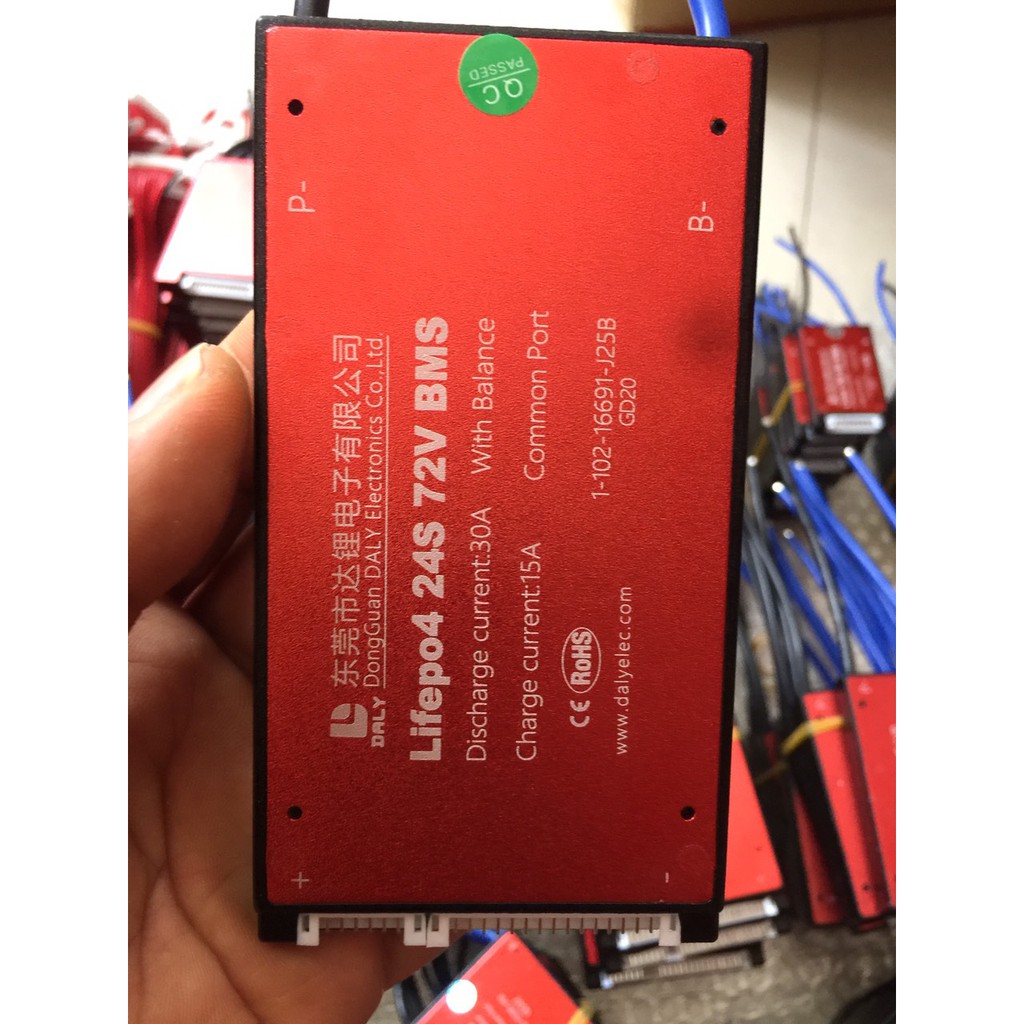 QC
PASSED
P-
B-
DALY
东莞市达锂电子有限公司
DongGuan DALY Electronics Co.,Ltd.
Lifepo4 24S 72V BMS
Discharge current:30A With Balance
Charge current:15A Common Port
CE RoHS 1-102-16691-J25B
GD20
www.dalyelec.com
+
-